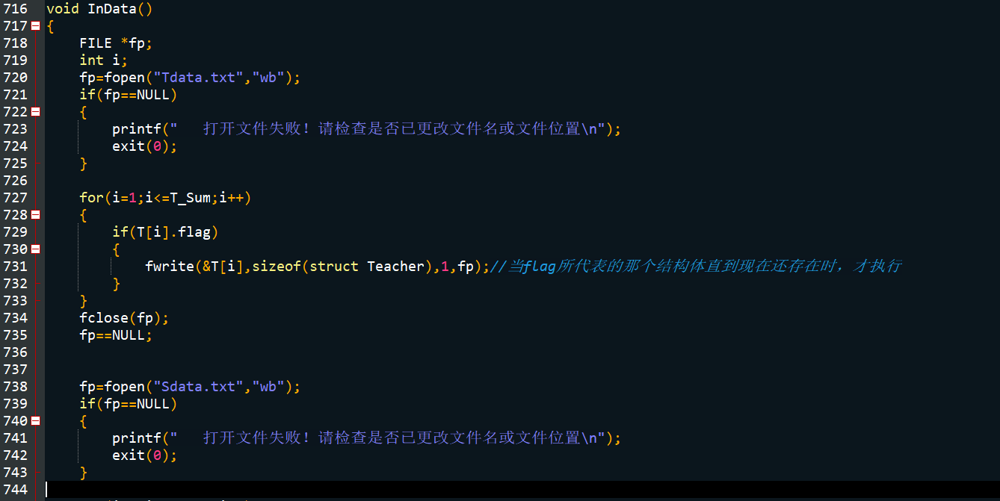 716 void InData()
717 {
718 FILE *fp;
719 int i;
720 fp=fopen("Tdata.txt","wb");
721 if(fp==NULL)
722 {
723 printf("   打开文件失败！请检查是否已更改文件名或文件位置\n");
724 exit(0);
725 }
726
727 for(i=1;i<=T_Sum;i++)
728 {
729 if(T[i].flag)
730 {
731 fwrite(&T[i],sizeof(struct Teacher),1,fp);//当flag所代表的那个结构体直到现在还存在时，才执行
732 }
733 }
734 fclose(fp);
735 fp==NULL;
736
737
738 fp=fopen("Sdata.txt","wb");
739 if(fp==NULL)
740 {
741 printf("   打开文件失败！请检查是否已更改文件名或文件位置\n");
742 exit(0);
743 }
744